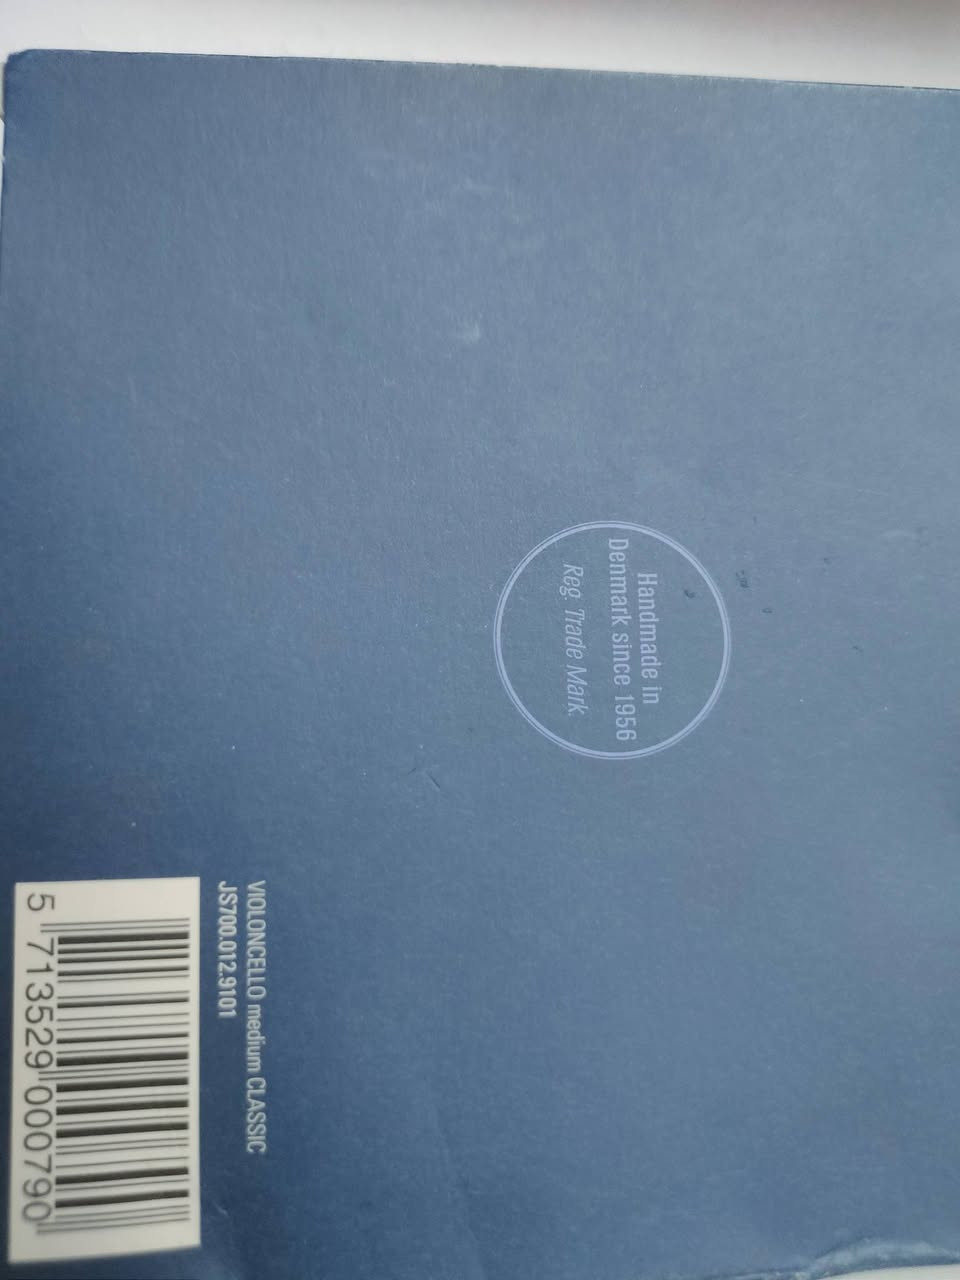 Handmade in
Denmark since 1956
Reg. Trade Mark.
VIOLONCELLO medium CLASSIC
JS700.012.9101
5 713529 000790